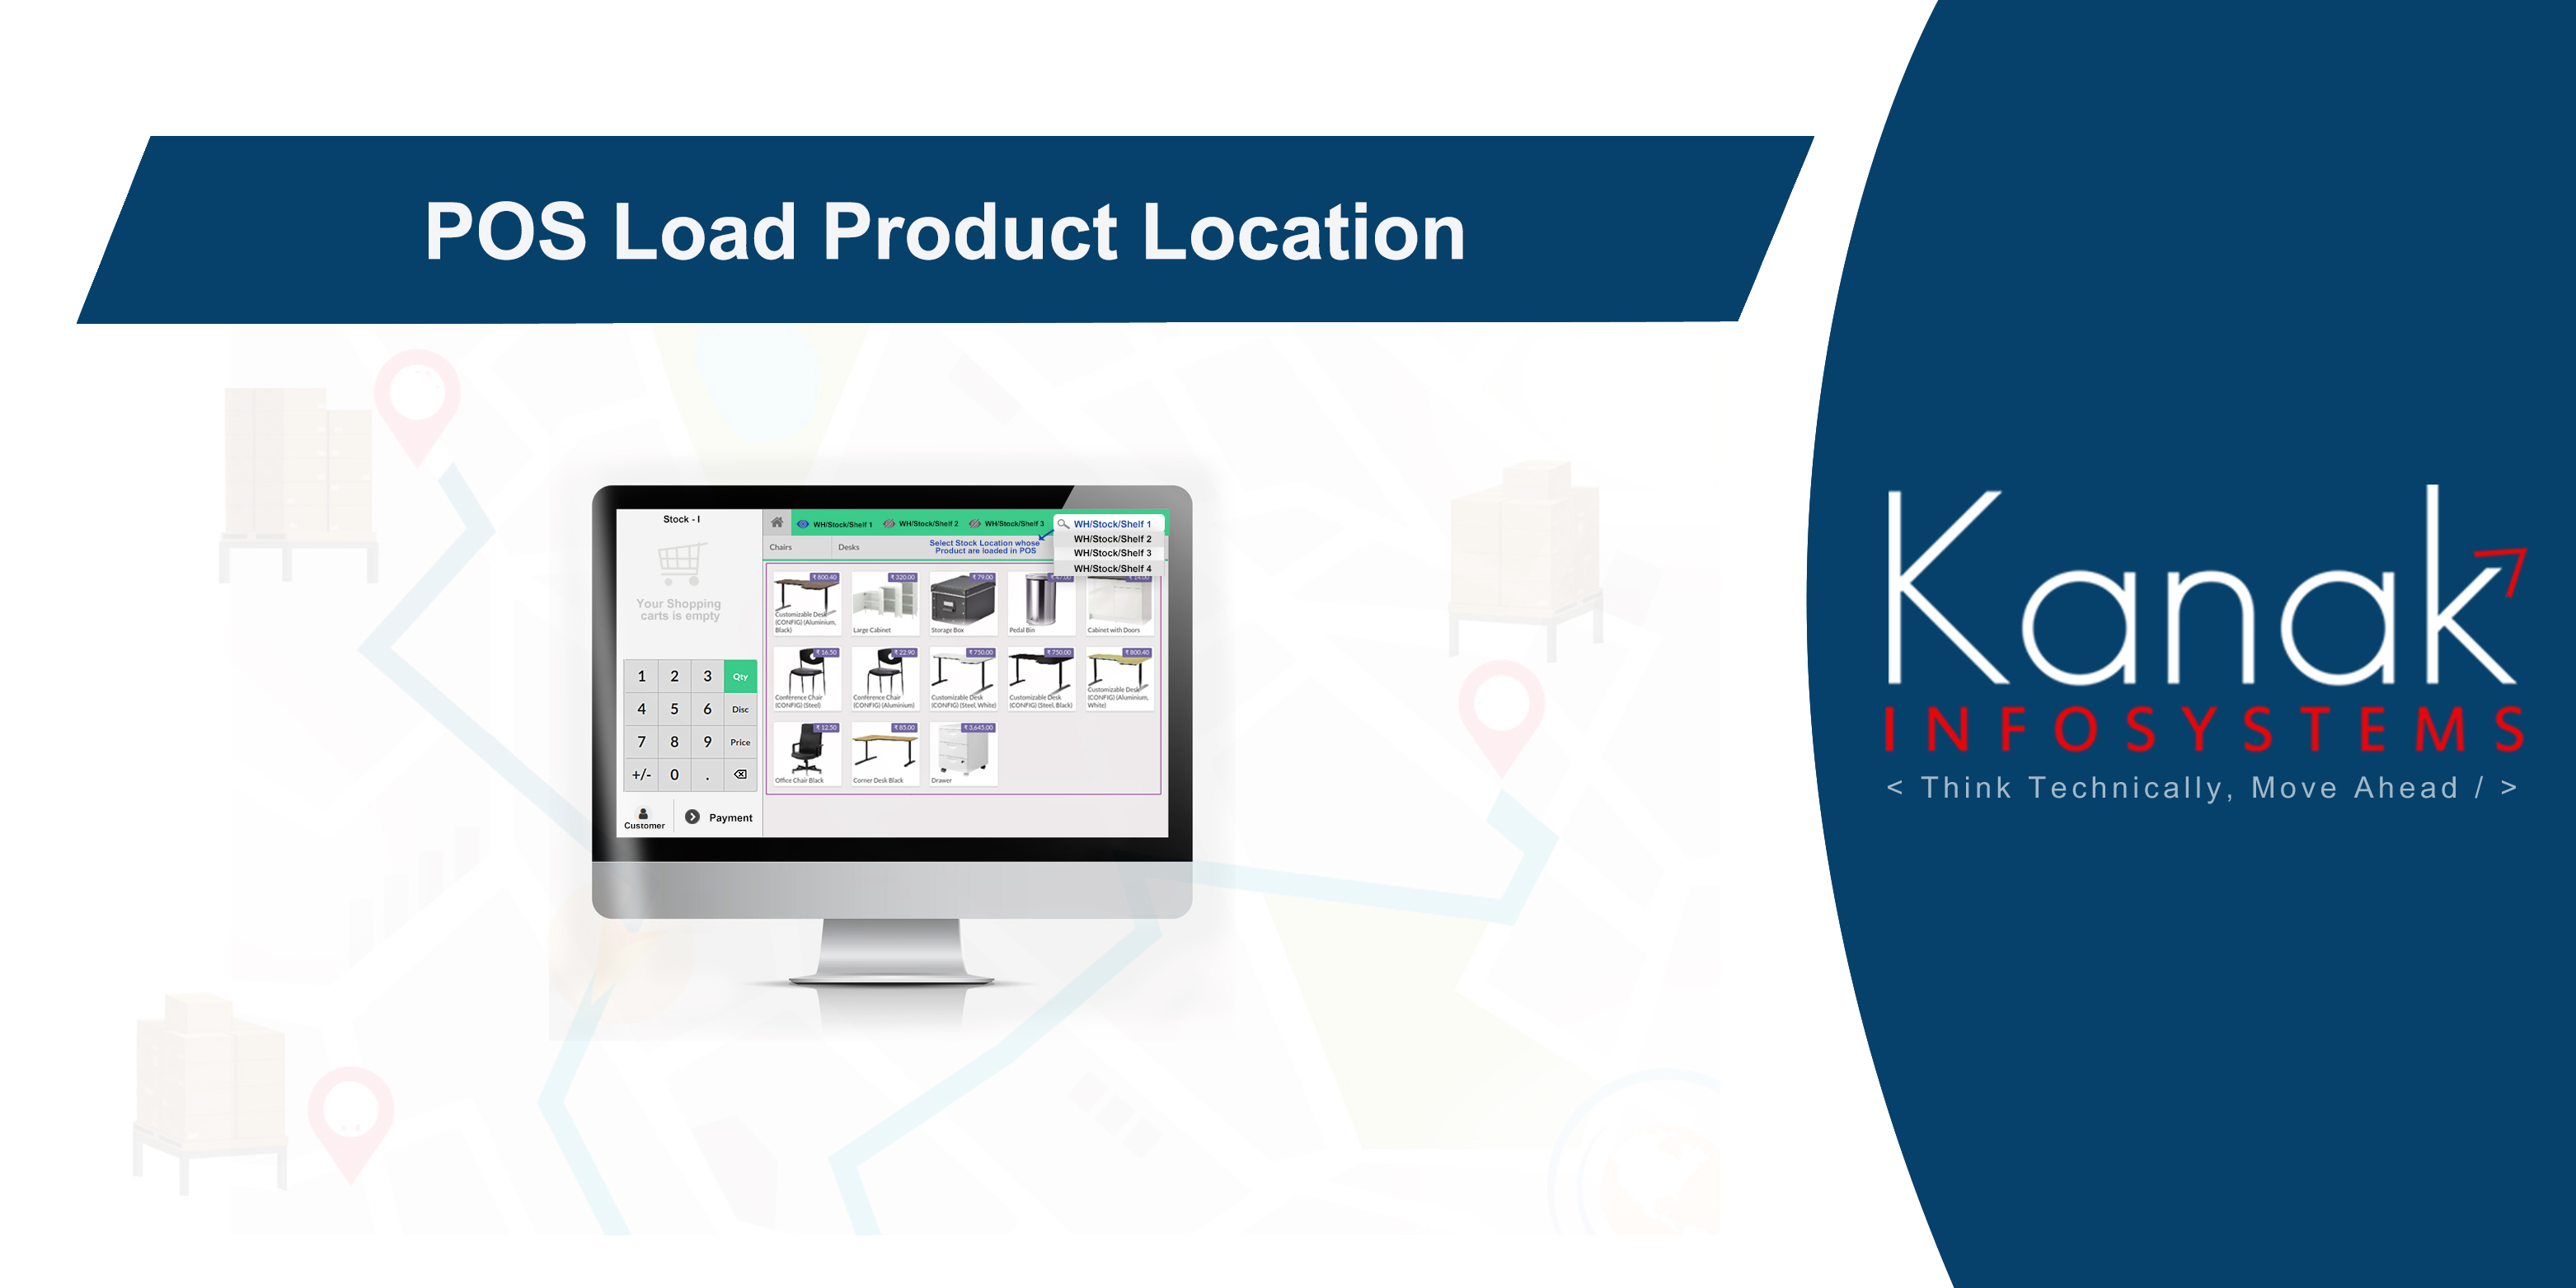 POS Load Product Location
Stock - I
WH/Stock/Shelf 1
WH/Stock/Shelf 2
WH/Stock/Shelf 3
WH/Stock/Shelf 1
WH/Stock/Shelf 2
WH/Stock/Shelf 3
WH/Stock/Shelf 4
Chairs
Desks
Select Stock Location whose
Product are loaded in POS
Your Shopping
carts is empty
₹ 800.40
₹ 320.00
₹ 79.00
₹ 47.00
₹ 14.00
Customizable Desk
(CONFIG) (Aluminium,
Black)
Large Cabinet
Storage Box
Pedal Bin
Cabinet with Doors
₹ 16.50
₹ 22.90
₹ 750.00
₹ 750.00
₹ 800.40
Conference Chair
(CONFIG) (Steel)
Conference Chair
(CONFIG) (Aluminium)
Customizable Desk
(CONFIG) (Steel, White)
Customizable Desk
(CONFIG) (Steel, Black)
Customizable Desk
(CONFIG) (Aluminium,
White)
₹ 12.50
₹ 85.00
₹ 3,645.00
Office Chair Black
Corner Desk Black
Drawer
1 2 3 Qty
4 5 6 Disc
7 8 9 Price
+/- 0 .
Customer
Payment
Kanak
INFOSYSTEMS
< Think Technically, Move Ahead / >